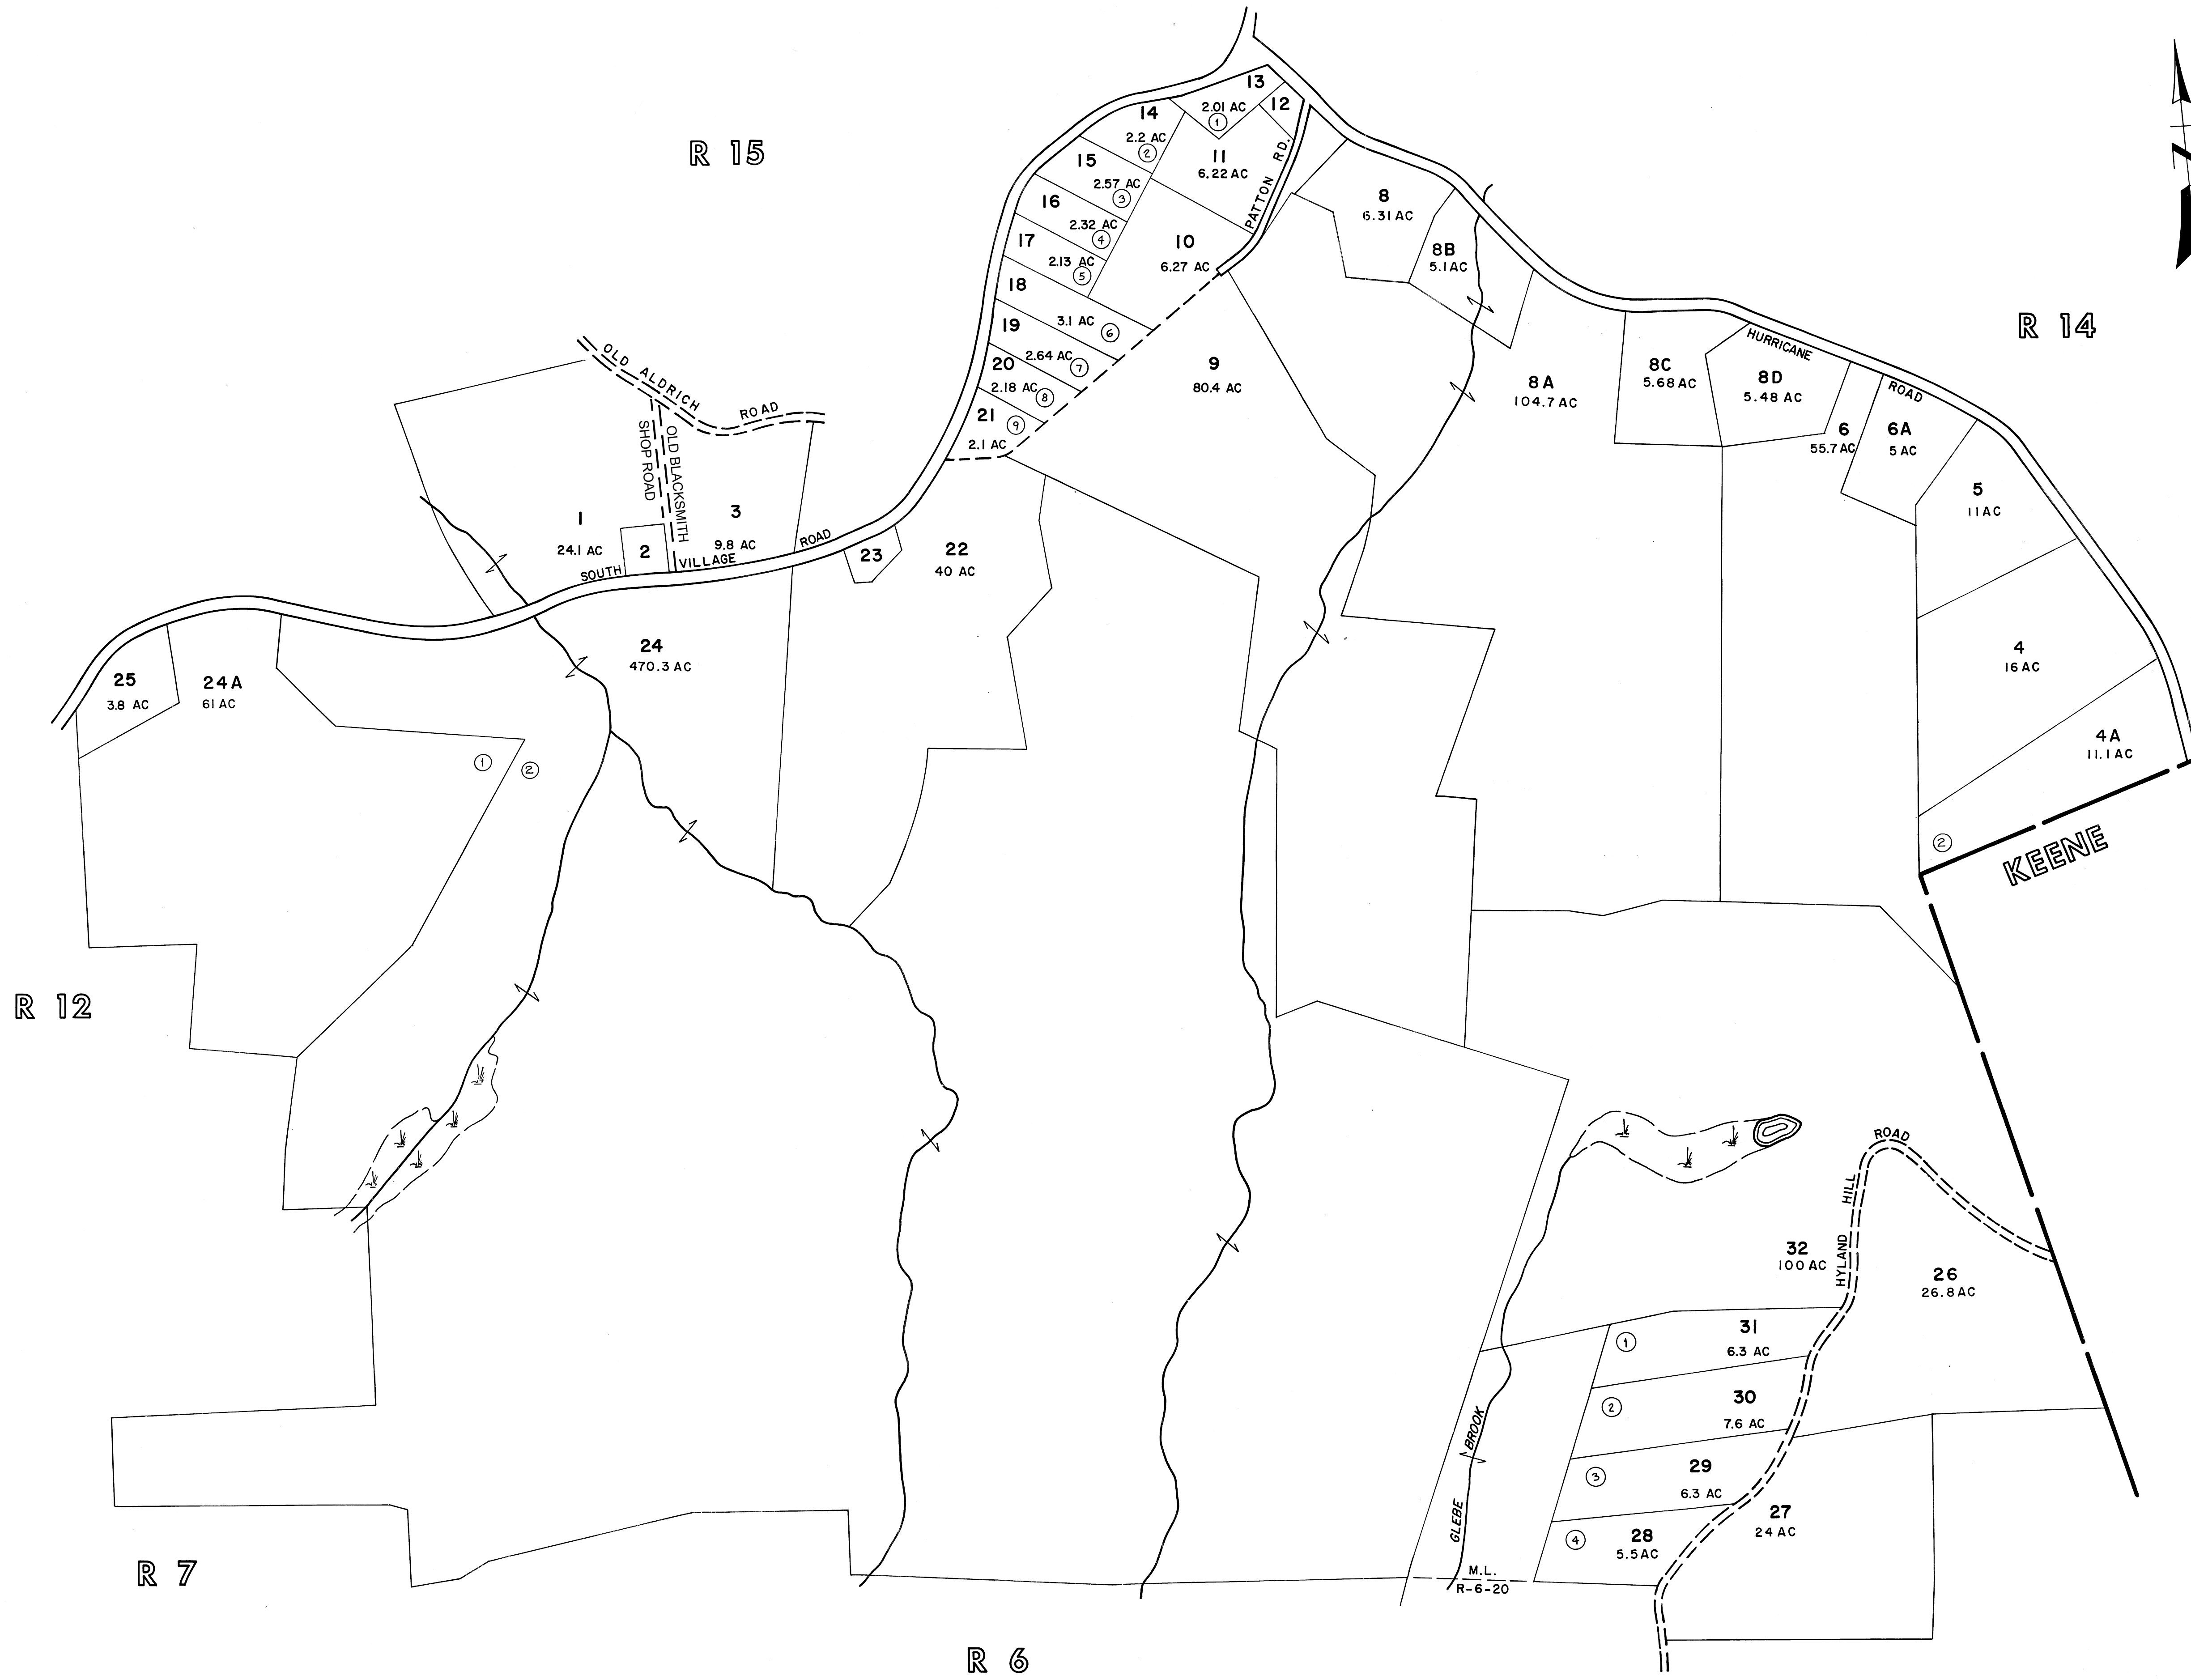 R 15
13
2.01 AC
1
12
14
2.2 AC
2
11
6.22 AC
PATTON RD.
15
2.57 AC
3
16
2.32 AC
4
17
2.13 AC
5
10
6.27 AC
18
3.1 AC
6
19
2.64 AC
7
20
2.18 AC
8
21
9
2.1 AC
8
6.31 AC
8B
5.1 AC
9
80.4 AC
8A
104.7 AC
8C
5.68 AC
8D
5.48 AC
HURRICANE
ROAD
R 14
N
6
55.7 AC
6A
5 AC
5
11 AC
4
16 AC
4A
11.1 AC
2
KEENE
OLD ALDRICH
ROAD
OLD BLACKSMITH
SHOP ROAD
1
24.1 AC
2
3
9.8 AC
SOUTH
VILLAGE
ROAD
23
22
40 AC
24
470.3 AC
25
3.8 AC
24A
61 AC
1
2
R 12
HYLAND
HILL
ROAD
32
100 AC
26
26.8 AC
1
31
6.3 AC
2
30
7.6 AC
3
29
6.3 AC
4
28
5.5 AC
27
24 AC
GLEBE
BROOK
M.L.
R-6-20
R 7
R 6